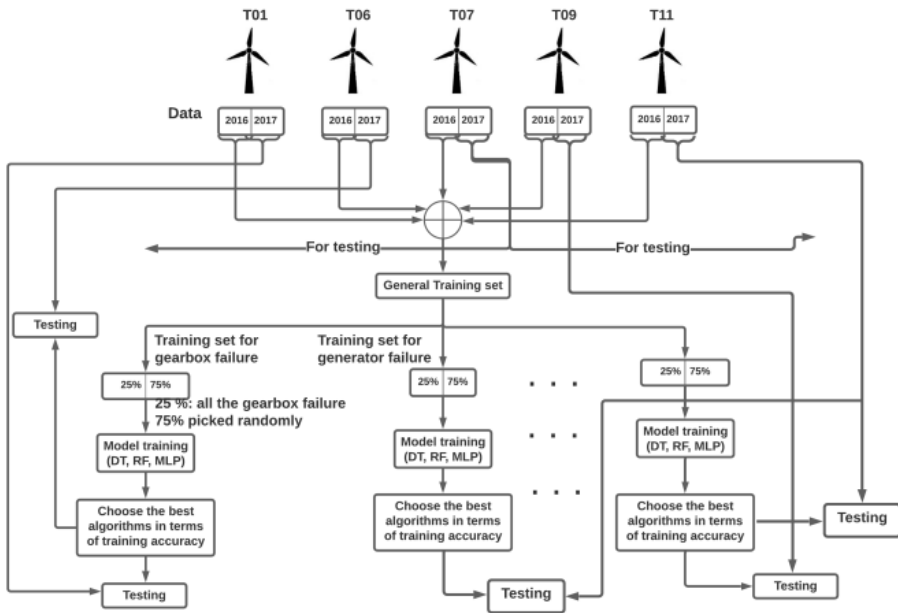 T01 T06 T07 T09 T11
Data
2016 2017 2016 2017 2016 2017 2016 2017 2016 2017
For testing
For testing
General Training set
Testing
Training set for
gearbox failure
Training set for
generator failure
25% 75%
25% 75%
25% 75%
25 %: all the gearbox failure
75% picked randomly
Model training
(DT, RF, MLP)
Model training
(DT, RF, MLP)
Model training
(DT, RF, MLP)
Choose the best
algorithms in terms
of training accuracy
Choose the best
algorithms in terms
of training accuracy
Choose the best
algorithms in terms
of training accuracy
Testing
Testing
Testing
Testing